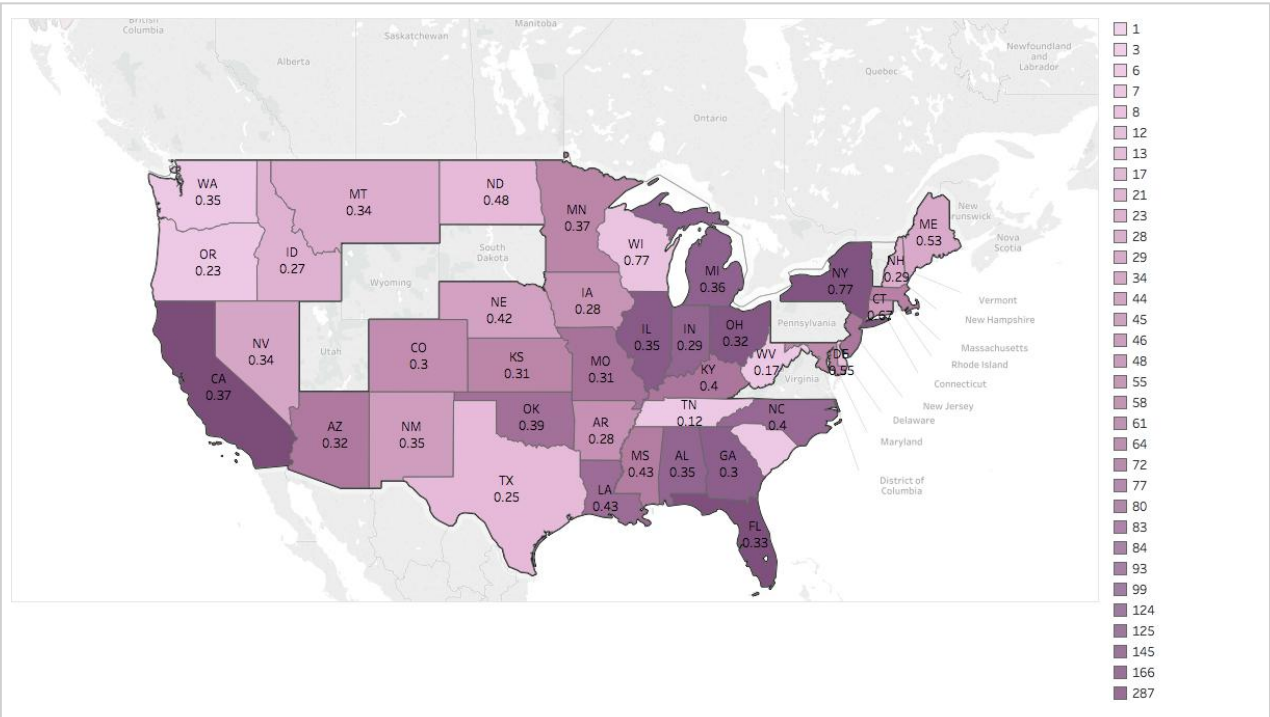 British
Columbia
Alberta
Saskatchewan
Manitoba
Ontario
Quebec
Newfoundland
and
Labrador
WA
0.35
MT
0.34
ND
0.48
MN
0.37
OR
0.23
ID
0.27
South
Dakota
WI
0.77
MI
0.36
NY
0.77
ME
0.53
New
runswick
Nova
Scotia
NH
0.29
Wyoming
NE
0.42
IA
0.28
CT
0.67
Vermont
New Hampshire
Massachusetts
Rhode Island
Connecticut
New Jersey
Delaware
Maryland
District of
Columbia
NV
0.34
Utah
CO
0.3
KS
0.31
MO
0.31
IL
0.35
IN
0.29
OH
0.32
Pennsylvania
WV
0.17
DE
0.55
Virginia
KY
0.4
CA
0.37
AZ
0.32
NM
0.35
OK
0.39
AR
0.28
TN
0.12
NC
0.4
TX
0.25
LA
0.43
MS
0.43
AL
0.35
GA
0.3
FL
0.33
1
3
6
7
8
12
13
17
21
23
28
29
34
44
45
46
48
55
58
61
64
72
77
80
83
84
93
99
124
125
145
166
287